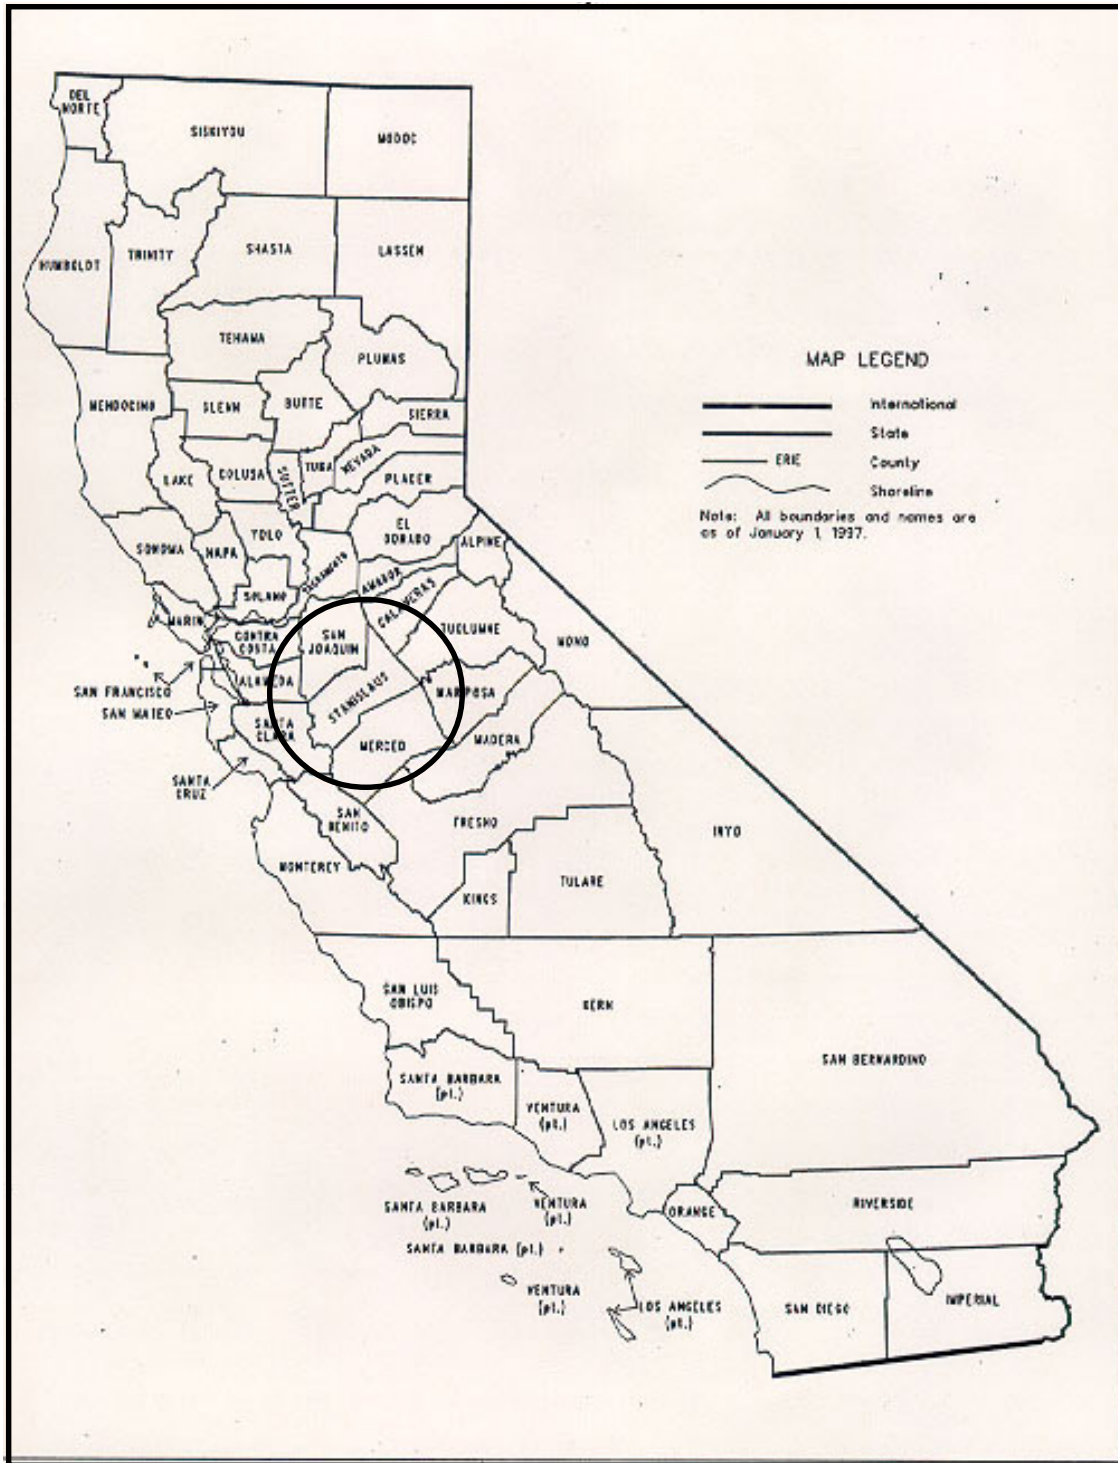 DEL
NORTE
SISKIYOU
MODOC
HUMBOLDT
TRINITY
SHASTA
LASSEN
TEHAMA
PLUMAS
MENDOCINO
GLENN
BUTTE
SIERRA
LAKE
COLUSA
SUTTER
YUBA
NEVADA
PLACER
SONOMA
NAPA
YOLO
EL
DORADO
ALPINE
SACRAMENTO
AMADOR
SOLANO
CALAVERAS
MARIN
CONTRA
COSTA
SAN
JOAQUIN
TUOLUMNE
MONO
SAN FRANCISCO
ALAMEDA
STANISLAUS
MARIPOSA
SAN MATEO
SANTA
CLARA
MERCED
MADERA
SANTA
CRUZ
SAN
BENITO
FRESNO
INYO
MONTEREY
KINGS
TULARE
SAN LUIS
OBISPO
KERN
SAN BERNARDINO
SANTA BARBARA
(pt.)
VENTURA
(pt.)
LOS ANGELES
(pt.)
SANTA BARBARA
(pt.)
VENTURA
(pt.)
ORANGE
RIVERSIDE
SANTA BARBARA (pt.)
VENTURA
(pt.)
LOS ANGELES
(pt.)
SAN DIEGO
IMPERIAL
MAP LEGEND
International
State
ERIE County
Shoreline
Note: All boundaries and names are
as of January 1, 1997.